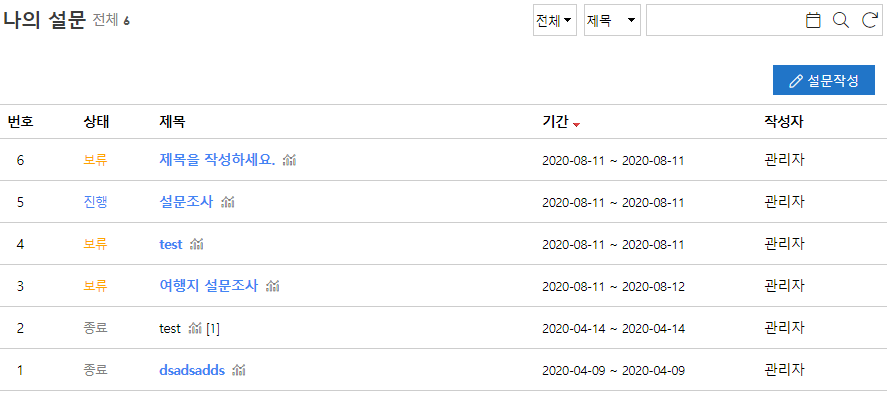 나의 설문 전체 6 전체 제목
설문작성
번호 상태 제목 기간 작성자
6 보류 제목을 작성하세요. 2020-08-11 ~ 2020-08-11 관리자
5 진행 설문조사 2020-08-11 ~ 2020-08-11 관리자
4 보류 test 2020-08-11 ~ 2020-08-11 관리자
3 보류 여행지 설문조사 2020-08-11 ~ 2020-08-12 관리자
2 종료 test [1] 2020-04-14 ~ 2020-04-14 관리자
1 종료 dsadsadds 2020-04-09 ~ 2020-04-09 관리자